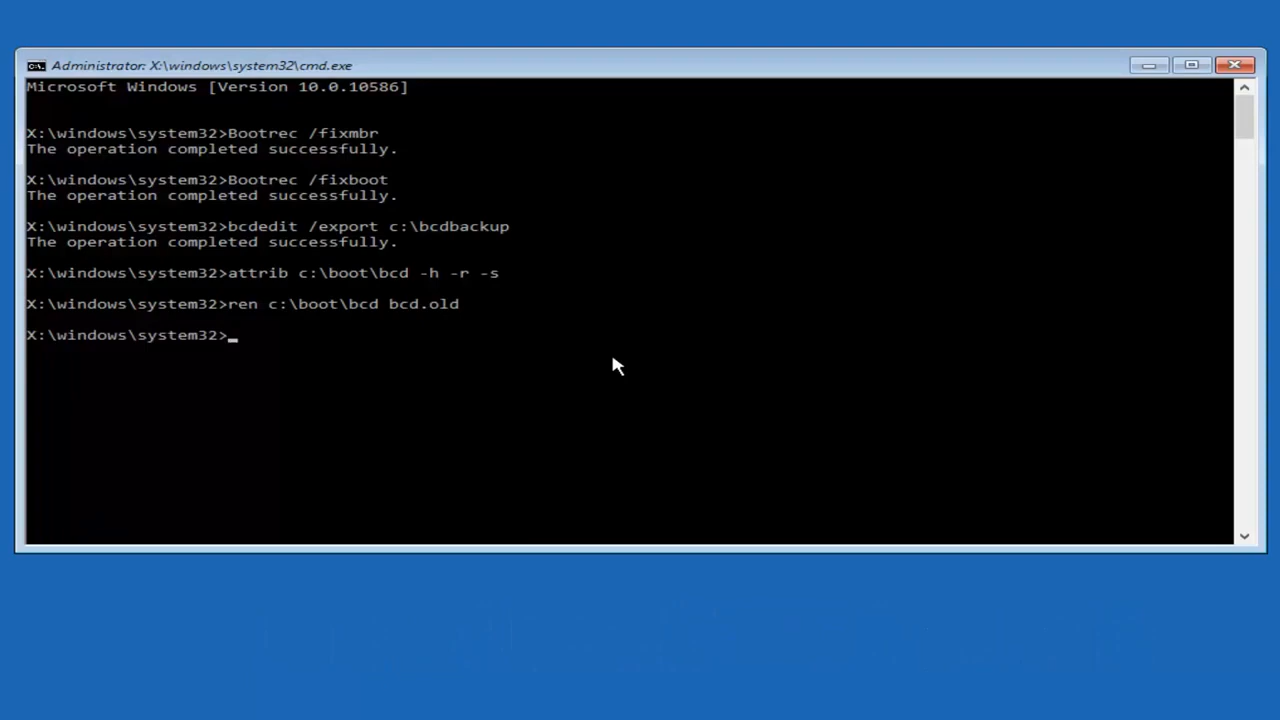 Administrator: X:\windows\system32\cmd.exe
Microsoft Windows [Version 10.0.10586]
X:\windows\system32>Bootrec /fixmbr
The operation completed successfully.
X:\windows\system32>Bootrec /fixboot
The operation completed successfully.
X:\windows\system32>bcdedit /export c:\bcdbackup
The operation completed successfully.
X:\windows\system32>attrib c:\boot\bcd -h -r -s
X:\windows\system32>ren c:\boot\bcd bcd.old
X:\windows\system32>